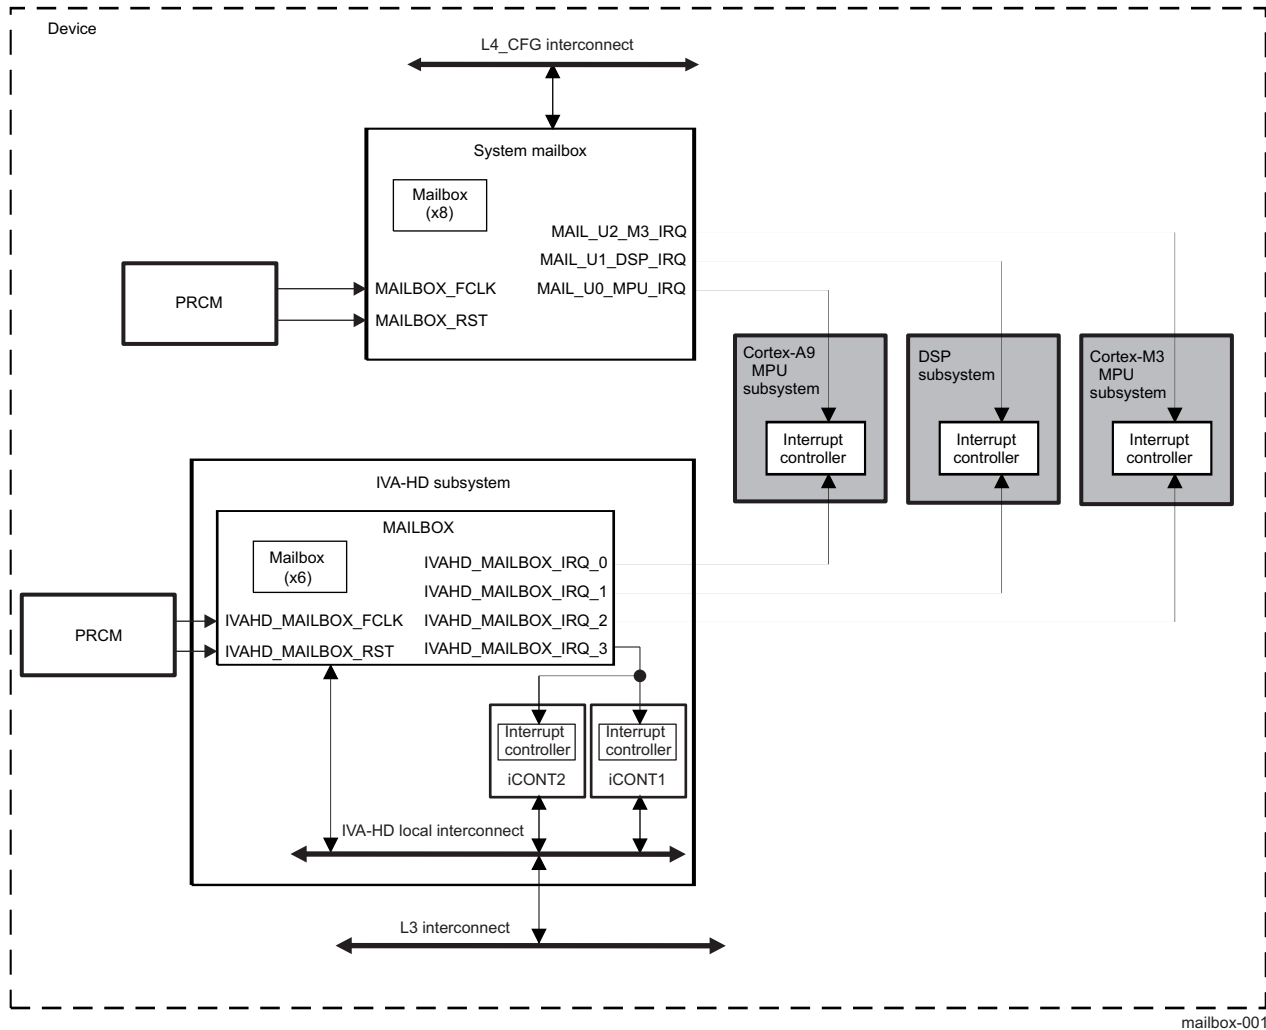 Device
L4_CFG interconnect
System mailbox
Mailbox
(x8)
MAIL_U2_M3_IRQ
MAIL_U1_DSP_IRQ
MAIL_U0_MPU_IRQ
PRCM
MAILBOX_FCLK
MAILBOX_RST
Cortex-A9
MPU
subsystem
Interrupt
controller
DSP
subsystem
Interrupt
controller
Cortex-M3
MPU
subsystem
Interrupt
controller
IVA-HD subsystem
MAILBOX
Mailbox
(x6)
IVAHD_MAILBOX_IRQ_0
IVAHD_MAILBOX_IRQ_1
IVAHD_MAILBOX_IRQ_2
IVAHD_MAILBOX_IRQ_3
PRCM
IVAHD_MAILBOX_FCLK
IVAHD_MAILBOX_RST
Interrupt
controller
iCONT2
Interrupt
controller
iCONT1
IVA-HD local interconnect
L3 interconnect
mailbox-001